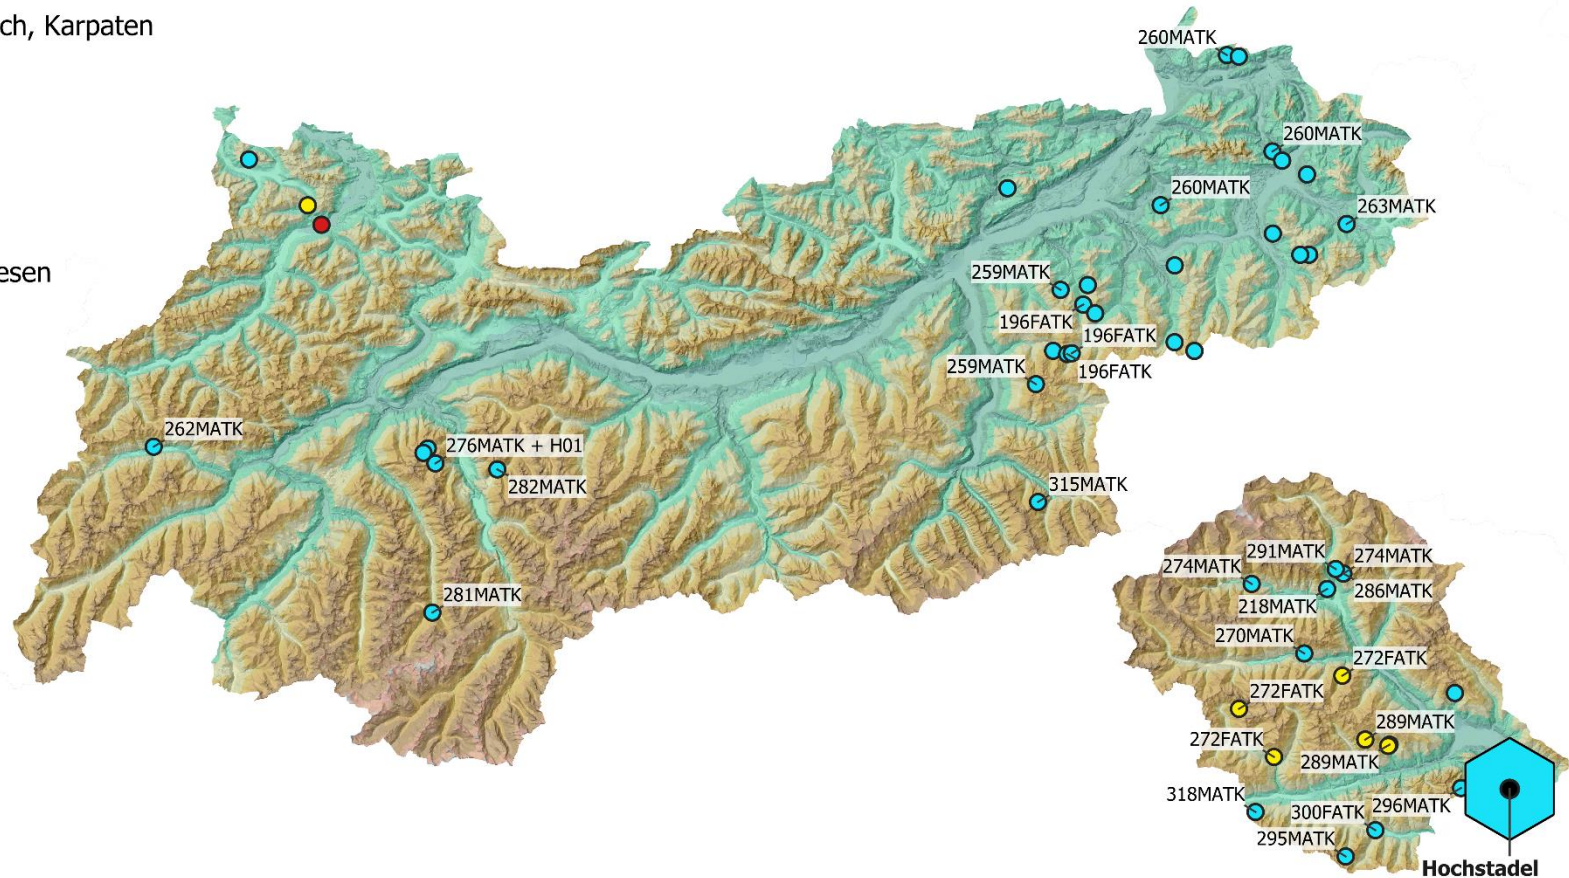 ch, Karpaten
260MATK
260MATK
260MATK
263MATK
esen
259MATK
196FATK
196FATK
259MATK
196FATK
262MATK
276MATK + H01
282MATK
315MATK
291MATK
274MATK
274MATK
286MATK
218MATK
281MATK
270MATK
272FATK
272FATK
289MATK
272FATK
289MATK
318MATK
296MATK
300FATK
295MATK
Hochstadel